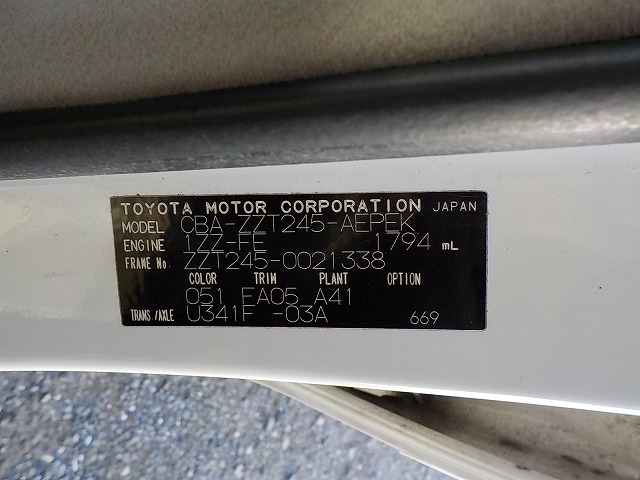 TOYOTA MOTOR CORPORATION JAPAN
MODEL CBA-ZZT245-AEPEK
ENGINE 1ZZ-FE 1794 mL
FRAME No. ZZT245-0021338
COLOR TRIM PLANT OPTION
051 EA05 A41
TRANS/AXLE U341F -03A 669